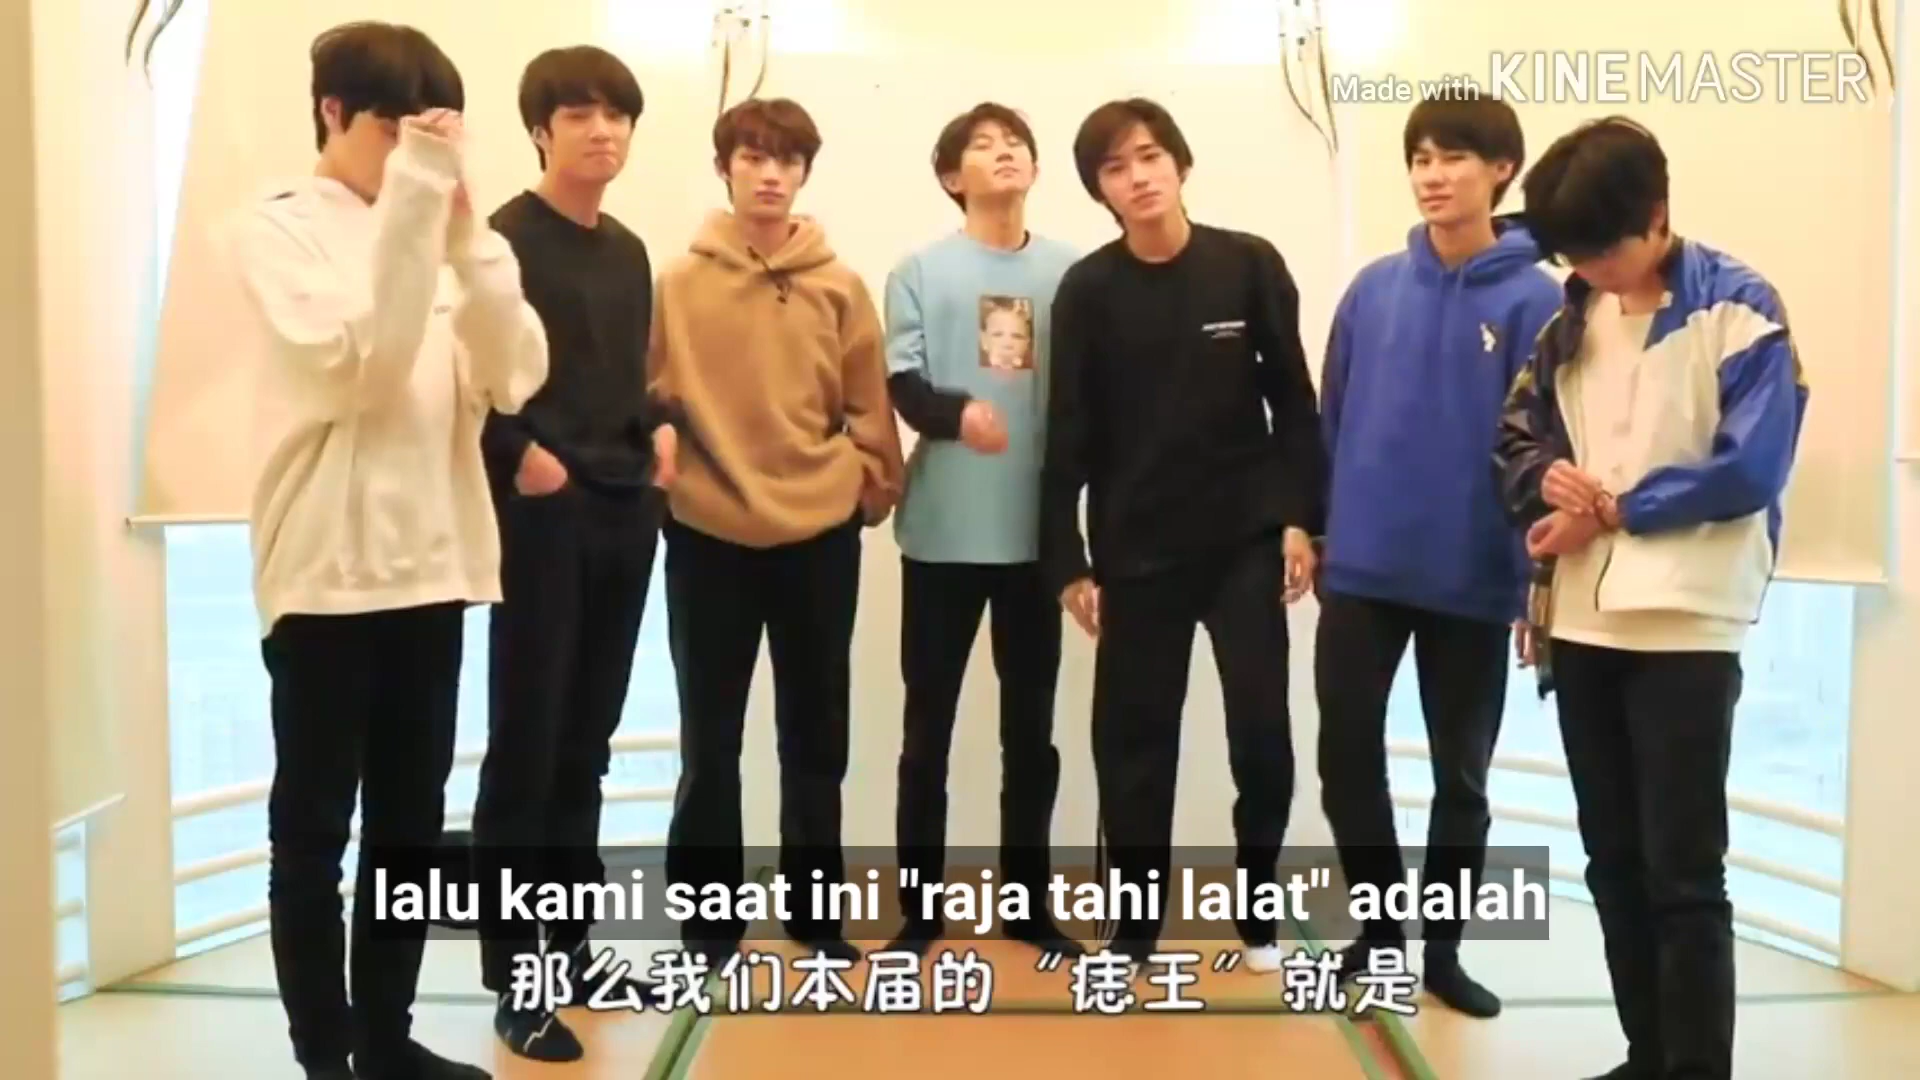 Made with KINEMASTER
lalu kami saat ini "raja tahi lalat" adalah
那么我们本届的“痣王”就是